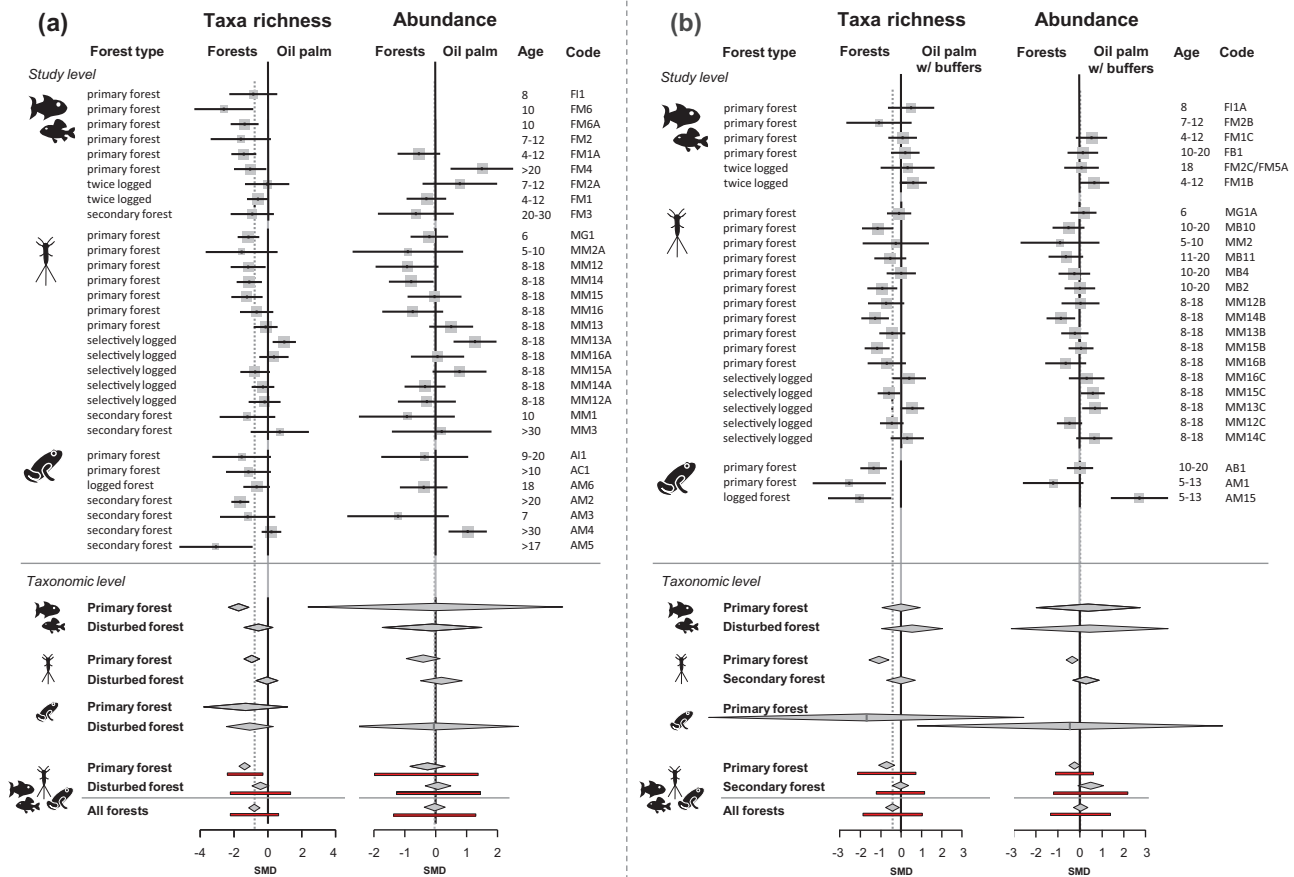 (a) Taxa richness Abundance
Forest type Forests Oil palm Forests Oil palm Age Code
Study level
primary forest 8 FI1
primary forest 10 FM6
primary forest 10 FM6A
primary forest 7-12 FM2
primary forest 4-12 FM1A
primary forest >20 FM4
twice logged 7-12 FM2A
twice logged 4-12 FM1
secondary forest 20-30 FM3
primary forest 6 MG1
primary forest 5-10 MM2A
primary forest 8-18 MM12
primary forest 8-18 MM14
primary forest 8-18 MM15
primary forest 8-18 MM16
primary forest 8-18 MM13
selectively logged 8-18 MM13A
selectively logged 8-18 MM16A
selectively logged 8-18 MM15A
selectively logged 8-18 MM14A
selectively logged 8-18 MM12A
secondary forest 10 MM1
secondary forest >30 MM3
primary forest 9-20 AI1
primary forest >10 AC1
logged forest 18 AM6
secondary forest >20 AM2
secondary forest 7 AM3
secondary forest >30 AM4
secondary forest >17 AM5
Taxonomic level
Primary forest
Disturbed forest
Primary forest
Disturbed forest
Primary forest
Disturbed forest
Primary forest
Disturbed forest
All forests
-4 -2 0 2 4 -2 -1 0 1 2
SMD SMD
(b) Taxa richness Abundance
Forest type Forests Oil palm w/ buffers Forests Oil palm w/ buffers Age Code
Study level
primary forest 8 FI1A
primary forest 7-12 FM2B
primary forest 4-12 FM1C
primary forest 10-20 FB1
twice logged 18 FM2C/FM5A
twice logged 4-12 FM1B
primary forest 6 MG1A
primary forest 10-20 MB10
primary forest 5-10 MM2
primary forest 11-20 MB11
primary forest 10-20 MB4
primary forest 10-20 MB2
primary forest 8-18 MM12B
primary forest 8-18 MM14B
primary forest 8-18 MM13B
primary forest 8-18 MM15B
primary forest 8-18 MM16B
selectively logged 8-18 MM16C
selectively logged 8-18 MM15C
selectively logged 8-18 MM13C
selectively logged 8-18 MM12C
selectively logged 8-18 MM14C
primary forest 10-20 AB1
primary forest 5-13 AM1
logged forest 5-13 AM15
Taxonomic level
Primary forest
Disturbed forest
Primary forest
Secondary forest
Primary forest
Primary forest
Secondary forest
All forests
-3 -2 -1 0 1 2 3 -3 -2 -1 0 1 2 3
SMD SMD